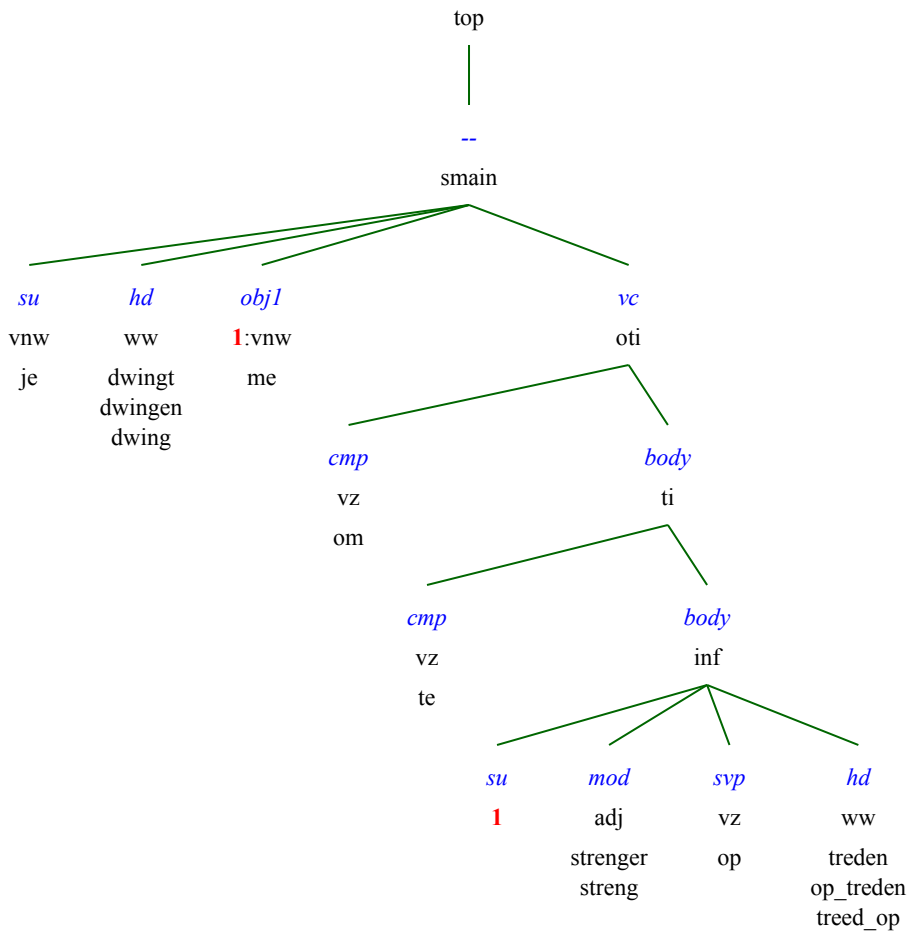 top
--
smain
su hd obj1 vc
vnw ww 1:vnw oti
je dwingt me
dwingen
dwing
cmp body
vz ti
om
cmp body
vz inf
te
su mod svp hd
1 adj vz ww
strenger op treden
streng op_treden
treed_op